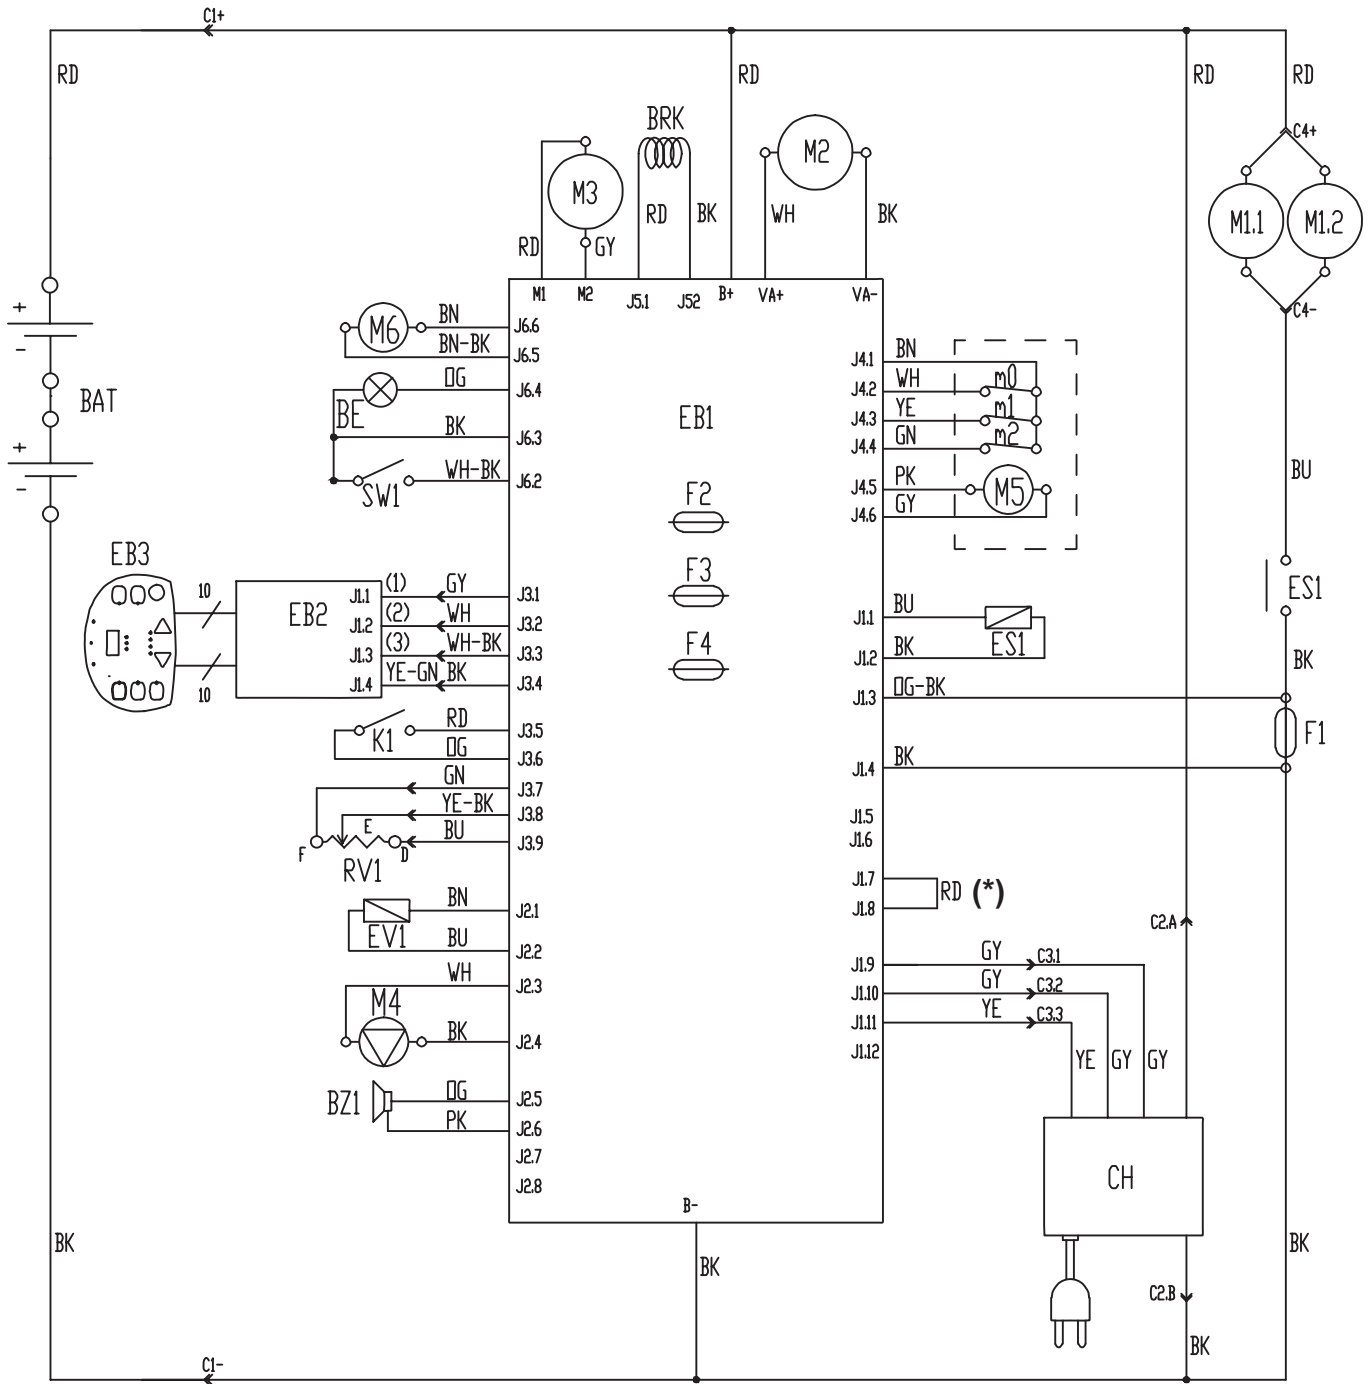 C1+
RD
RD
RD
RD
BRK
M2
C4+
M3
M1.1
M1.2
RD
BK
WH
BK
RD
GY
M1
M2
J5.1
J52
B+
VA+
VA-
C4-
+
-
BAT
+
-
M6
BN
J6.6
BN-BK
J6.5
OG
J6.4
BE
BK
J6.3
WH-BK
J6.2
SW1
EB1
F2
F3
F4
J4.1
BN
J4.2
WH
m0
J4.3
YE
m1
J4.4
GN
m2
J4.5
PK
M5
J4.6
GY
BU
ES1
BK
EB3
10
10
EB2
J1.1
(1)
GY
J3.1
J1.2
(2)
WH
J3.2
J1.3
(3)
WH-BK
J3.3
J1.4
YE-GN
BK
J3.4
J1.1
BU
ES1
J1.2
BK
J1.3
OG-BK
F1
J1.4
BK
K1
RD
J3.5
OG
J3.6
GN
J3.7
YE-BK
J3.8
E
BU
J3.9
F
D
RV1
J1.5
J1.6
J1.7
RD (*)
J1.8
BN
J2.1
EV1
BU
J2.2
WH
J2.3
M4
BK
J2.4
BZ1
OG
J2.5
PK
J2.6
J2.7
J2.8
C2.A
J1.9
GY
C3.1
J1.10
GY
C3.2
J1.11
YE
C3.3
J1.12
YE
GY
GY
CH
B-
BK
BK
BK
C2.B
BK
C1-